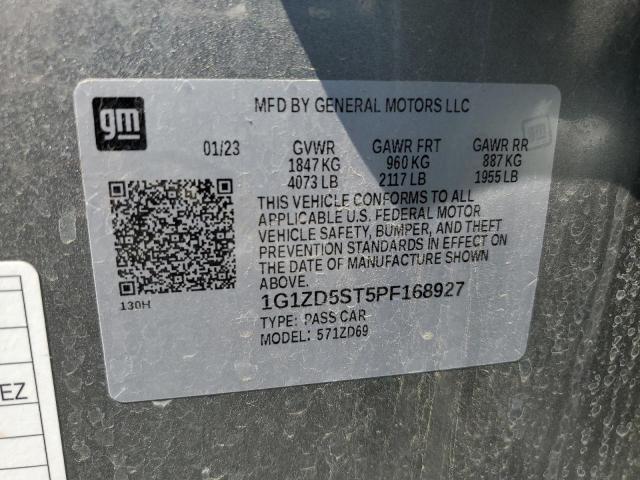 gm
MFD BY GENERAL MOTORS LLC
01/23 GVWR GAWR FRT GAWR RR
1847 KG 960 KG 887 KG
4073 LB 2117 LB 1955 LB
THIS VEHICLE CONFORMS TO ALL
APPLICABLE U.S. FEDERAL MOTOR
VEHICLE SAFETY, BUMPER, AND THEFT
PREVENTION STANDARDS IN EFFECT ON
THE DATE OF MANUFACTURE SHOWN
ABOVE.
130H
1G1ZD5ST5PF168927
TYPE: PASS CAR
MODEL: 571ZD69
EZ